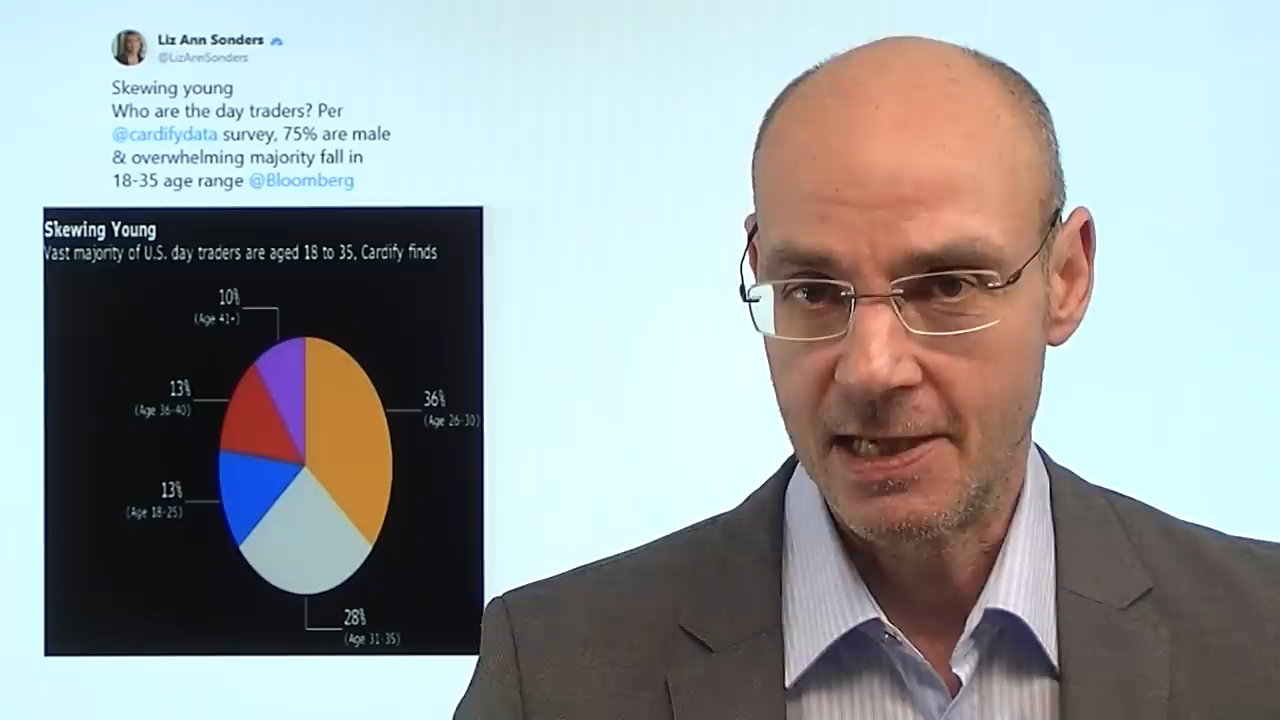 Liz Ann Sonders
@LizAnnSonders
Skewing young
Who are the day traders? Per
@cardifydata survey, 75% are male
& overwhelming majority fall in
18-35 age range @Bloomberg
Skewing Young
Vast majority of U.S. day traders are aged 18 to 35, Cardify finds
10%
(Age 41+)
13%
(Age 36-40)
36%
(Age 26-30)
13%
(Age 18-25)
28%
(Age 31-35)